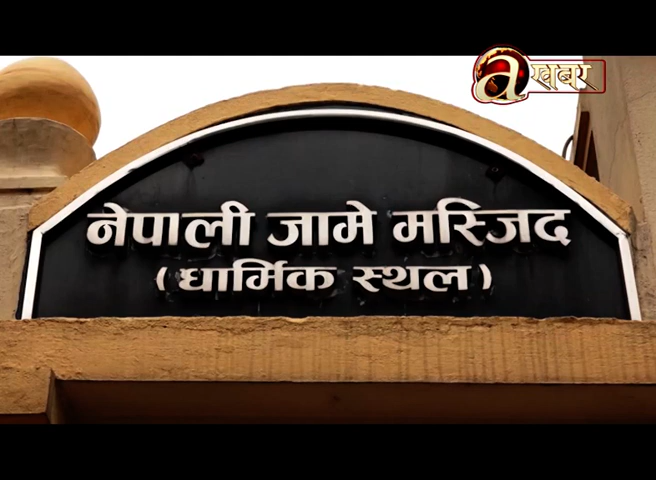 a खबर
नेपाली जामे मस्जिद
(धार्मिक स्थल)